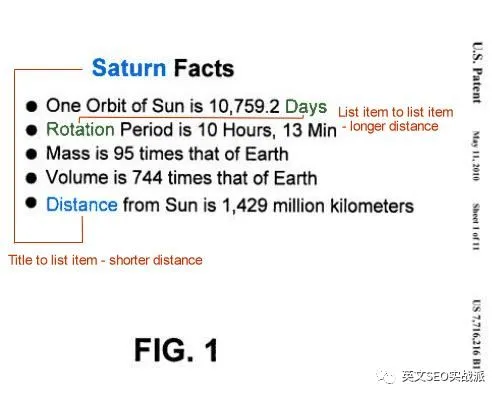 Saturn Facts
One Orbit of Sun is 10,759.2 Days
Rotation Period is 10 Hours, 13 Min
Mass is 95 times that of Earth
Volume is 744 times that of Earth
Distance from Sun is 1,429 million kilometers
List item to list item
- longer distance
Title to list item - shorter distance
FIG. 1
U.S. Patent
May 11, 2010
Sheet 1 of 11
US 7,716,216 B1
英文SEO实战派